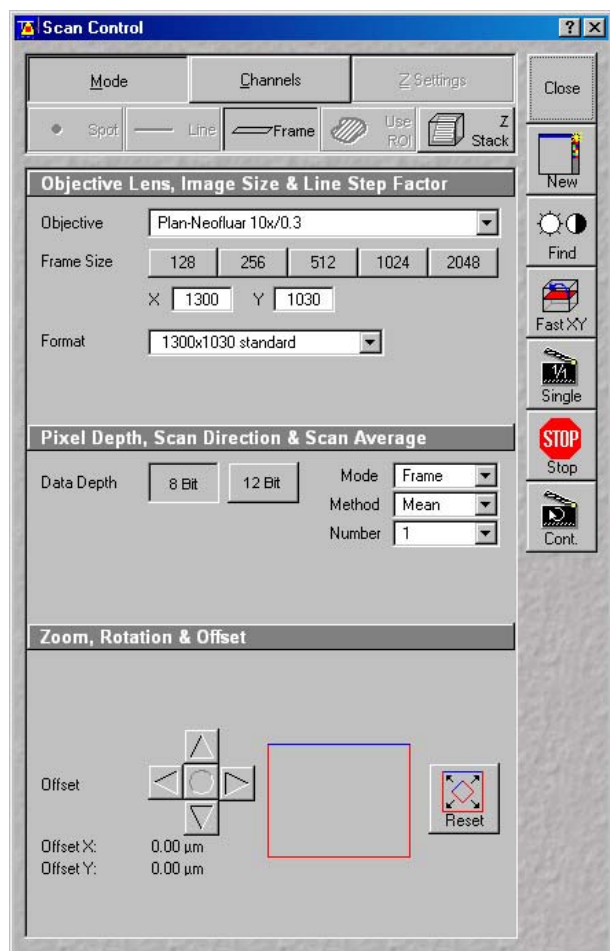 Scan Control
Mode
Channels
Z Settings
Close
Spot
Line
Frame
Use ROI
Z Stack
New
Find
Fast XY
1/1
Single
STOP
Stop
Cont.
Objective Lens, Image Size & Line Step Factor
Objective
Plan-Neofluar 10x/0.3
Frame Size
128 256 512 1024 2048
X 1300 Y 1030
Format
1300x1030 standard
Pixel Depth, Scan Direction & Scan Average
Data Depth
8 Bit
12 Bit
Mode Frame
Method Mean
Number 1
Zoom, Rotation & Offset
Offset
Reset
Offset X: 0.00 µm
Offset Y: 0.00 µm